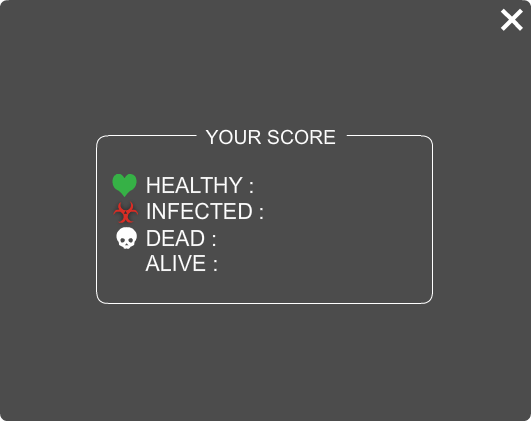 YOUR SCORE
HEALTHY :
INFECTED :
DEAD :
ALIVE :